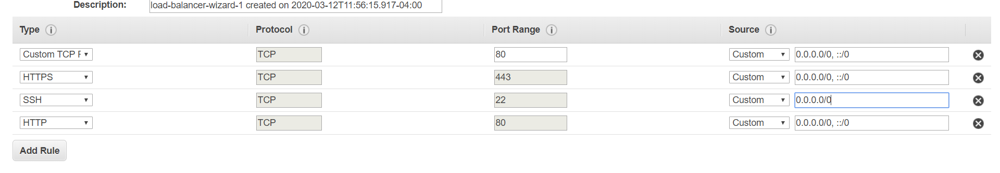 Description: load-balancer-wizard-1 created on 2020-03-12T11:56:15.917-04:00
Type Protocol Port Range Source
Custom TCP F TCP 80 Custom 0.0.0.0/0, ::/0
HTTPS TCP 443 Custom 0.0.0.0/0, ::/0
SSH TCP 22 Custom 0.0.0.0/0
HTTP TCP 80 Custom 0.0.0.0/0, ::/0
Add Rule